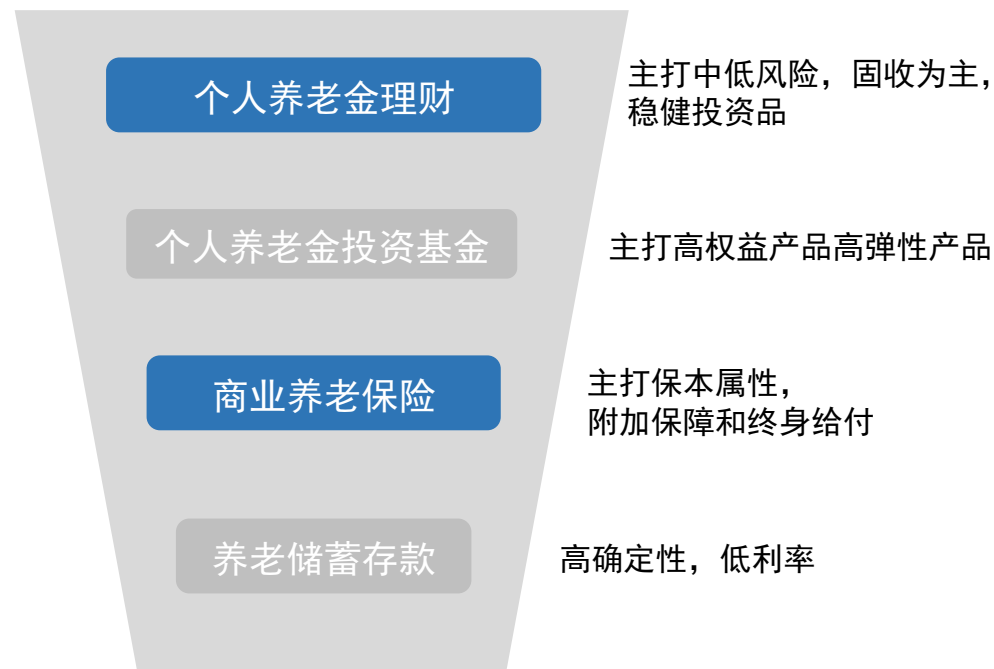 个人养老金理财
主打中低风险，固收为主，
稳健投资品
个人养老金投资基金
主打高权益产品高弹性产品
商业养老保险
主打保本属性，
附加保障和终身给付
养老储蓄存款
高确定性，低利率